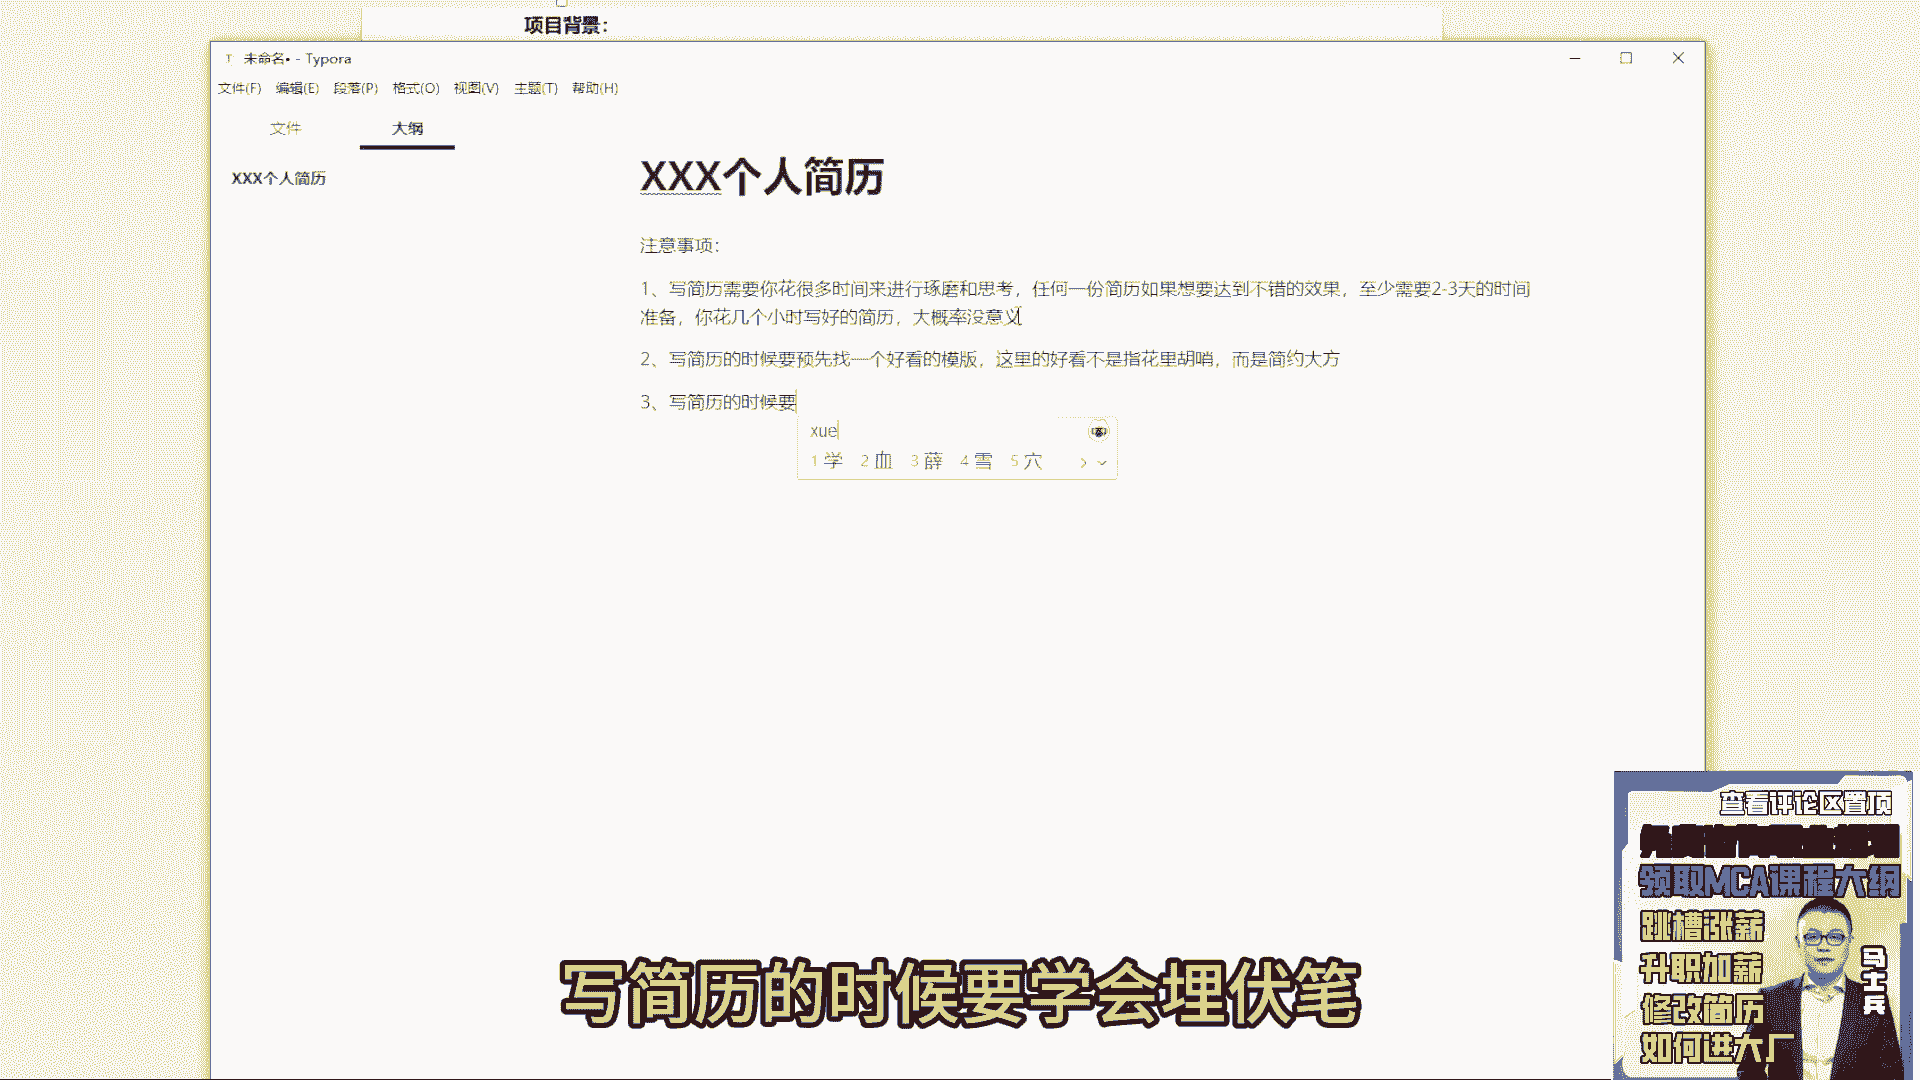 项目背景：
未命名• - Typora
文件(F) 编辑(E) 段落(P) 格式(O) 视图(V) 主题(T) 帮助(H)
文件 大纲
XXX个人简历
XXX个人简历
注意事项：
1、写简历需要你花很多时间来进行琢磨和思考，任何一份简历如果想要达到不错的效果，至少需要2-3天的时间
准备，你花几个小时写好的简历，大概率没意义
2、写简历的时候要预先找一个好看的模版，这里的好看不是指花里胡哨，而是简约大方
3、写简历的时候要
xue
1 学 2 血 3 薛 4 雪 5 穴
查看评论区置顶
领取MCA课程大纲
跳槽涨薪
升职加薪
修改简历
如何进大厂
马士兵
写简历的时候要学会埋伏笔